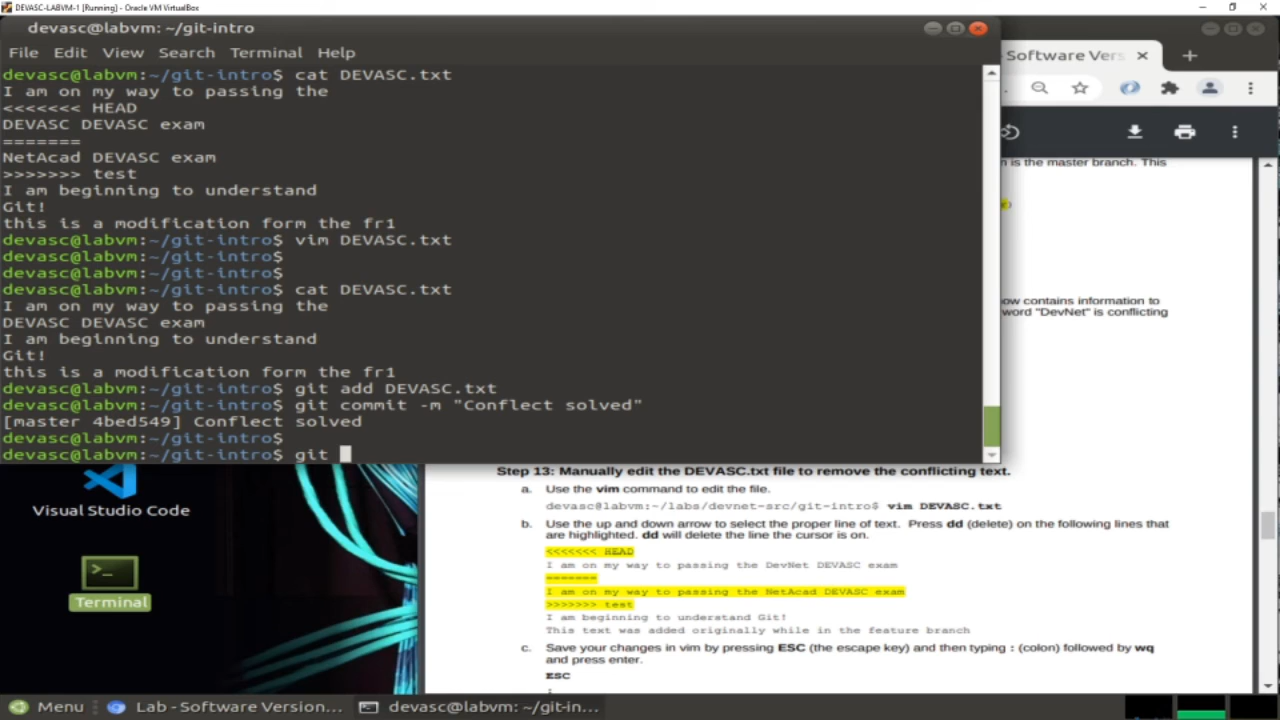 DEVASC-LABVM-1 [Running] - Oracle VM VirtualBox
devasc@labvm: ~/git-intro
File Edit View Search Terminal Help
devasc@labvm:~/git-intro$ cat DEVASC.txt
I am on my way to passing the
<<<<<<< HEAD
DEVASC DEVASC exam
=======
NetAcad DEVASC exam
>>>>>>> test
I am beginning to understand
Git!
this is a modification form the fr1
devasc@labvm:~/git-intro$ vim DEVASC.txt
devasc@labvm:~/git-intro$
devasc@labvm:~/git-intro$
devasc@labvm:~/git-intro$ cat DEVASC.txt
I am on my way to passing the
DEVASC DEVASC exam
I am beginning to understand
Git!
this is a modification form the fr1
devasc@labvm:~/git-intro$ git add DEVASC.txt
devasc@labvm:~/git-intro$ git commit -m "Conflect solved"
[master 4bed549] Conflect solved
devasc@labvm:~/git-intro$
devasc@labvm:~/git-intro$ git
Software Vers
is the master branch. This
ow contains information to
word "DevNet" is conflicting
Step 13: Manually edit the DEVASC.txt file to remove the conflicting text.
a. Use the vim command to edit the file.
devasc@labvm:~/labs/devnet-src/git-intro$ vim DEVASC.txt
b. Use the up and down arrow to select the proper line of text. Press dd (delete) on the following lines that
are highlighted. dd will delete the line the cursor is on.
<<<<<<< HEAD
I am on my way to passing the DevNet DEVASC exam
=======
I am on my way to passing the NetAcad DEVASC exam
>>>>>>> test
I am beginning to understand Git!
This text was added originally while in the feature branch
c. Save your changes in vim by pressing ESC (the escape key) and then typing : (colon) followed by wq
and press enter.
ESC
:
Visual Studio Code
Terminal
Menu
Lab - Software Version...
devasc@labvm: ~/git-in...